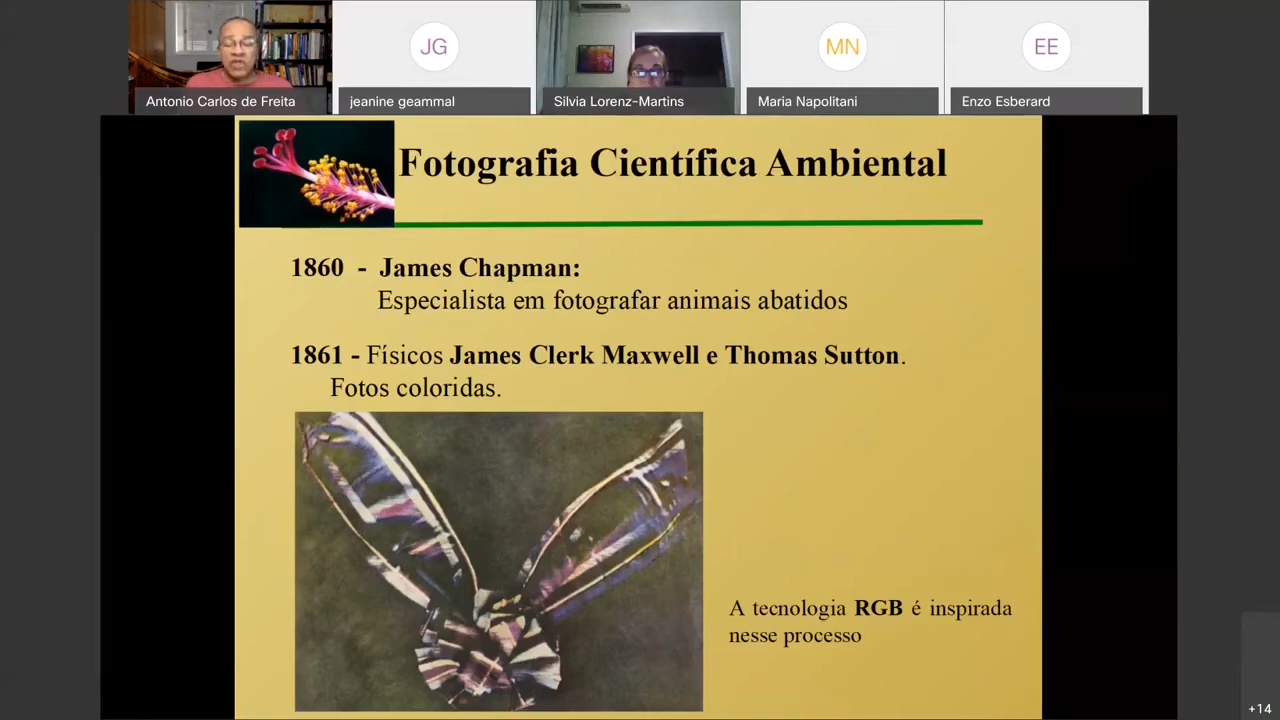 JG
MN
EE
Antonio Carlos de Freita
jeanine geammal
Silvia Lorenz-Martins
Maria Napolitani
Enzo Esberard
Fotografia Científica Ambiental
1860 - James Chapman:
Especialista em fotografar animais abatidos
1861 - Físicos James Clerk Maxwell e Thomas Sutton.
Fotos coloridas.
A tecnologia RGB é inspirada
nesse processo
+14